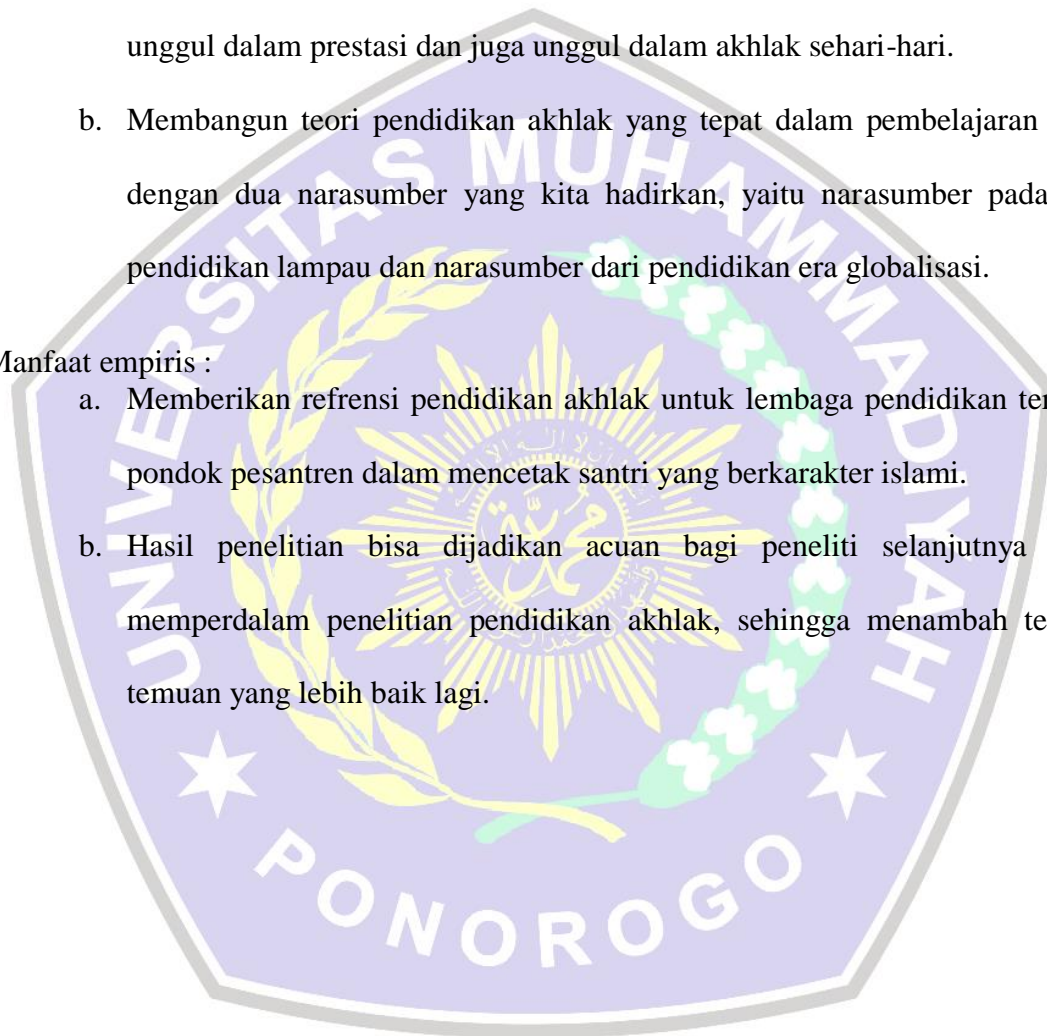 unggul dalam prestasi dan juga unggul dalam akhlak sehari-hari.
b. Membangun teori pendidikan akhlak yang tepat dalam pembelajaran
dengan dua narasumber yang kita hadirkan, yaitu narasumber pada
pendidikan lampau dan narasumber dari pendidikan era globalisasi.
Manfaat empiris :
a. Memberikan refrensi pendidikan akhlak untuk lembaga pendidikan ter
pondok pesantren dalam mencetak santri yang berkarakter islami.
b. Hasil penelitian bisa dijadikan acuan bagi peneliti selanjutnya
memperdalam penelitian pendidikan akhlak, sehingga menambah te
temuan yang lebih baik lagi.
UNIVERSITAS MUHAMMADIYAH
PONOROGO
محمدية